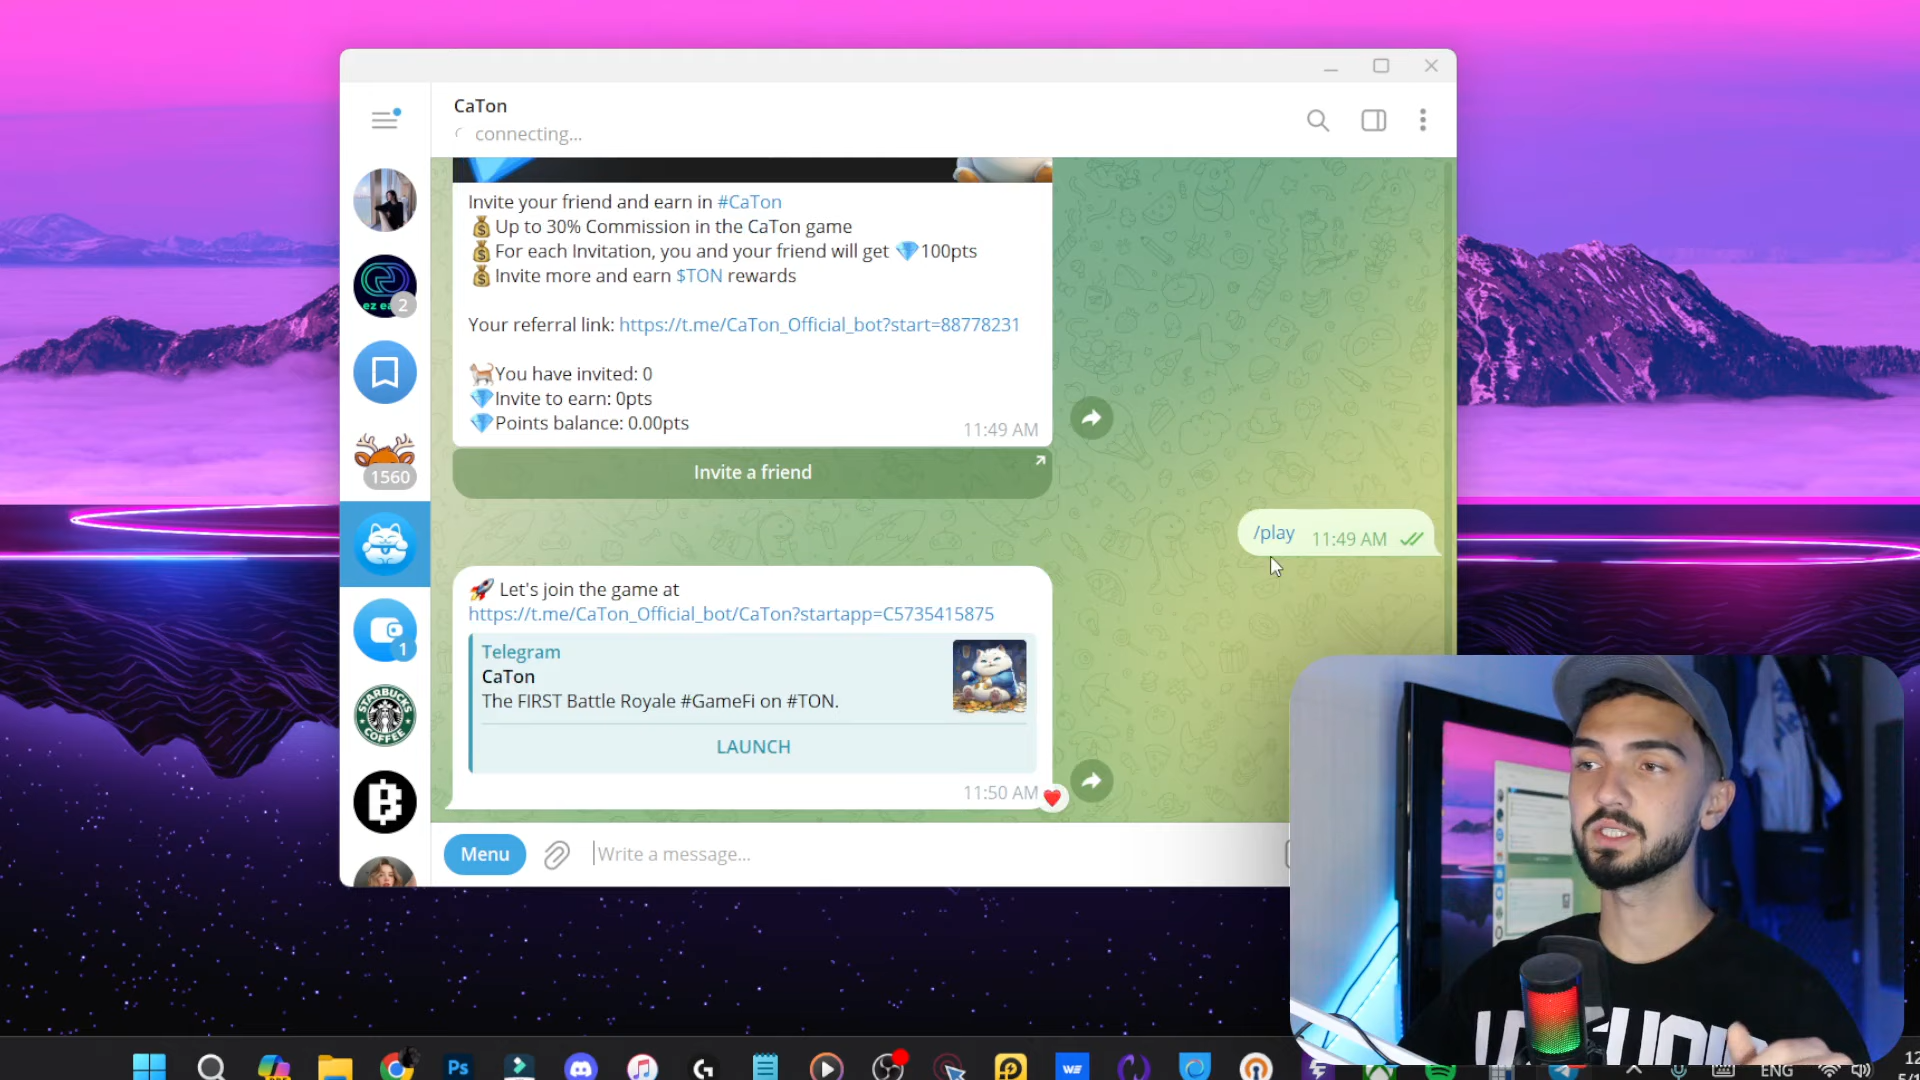 CaTon
connecting...
Invite your friend and earn in #CaTon
Up to 30% Commission in the CaTon game
For each Invitation, you and your friend will get 100pts
Invite more and earn $TON rewards
Your referral link: https://t.me/CaTon_Official_bot?start=88778231
You have invited: 0
Invite to earn: 0pts
Points balance: 0.00pts
11:49 AM
Invite a friend
/play 11:49 AM
Let's join the game at
https://t.me/CaTon_Official_bot/CaTon?startapp=C5735415875
Telegram
CaTon
The FIRST Battle Royale #GameFi on #TON.
LAUNCH
11:50 AM
Menu
Write a message...
2
1560
1
STARBUCKS
COFFEE
Ps
ENG